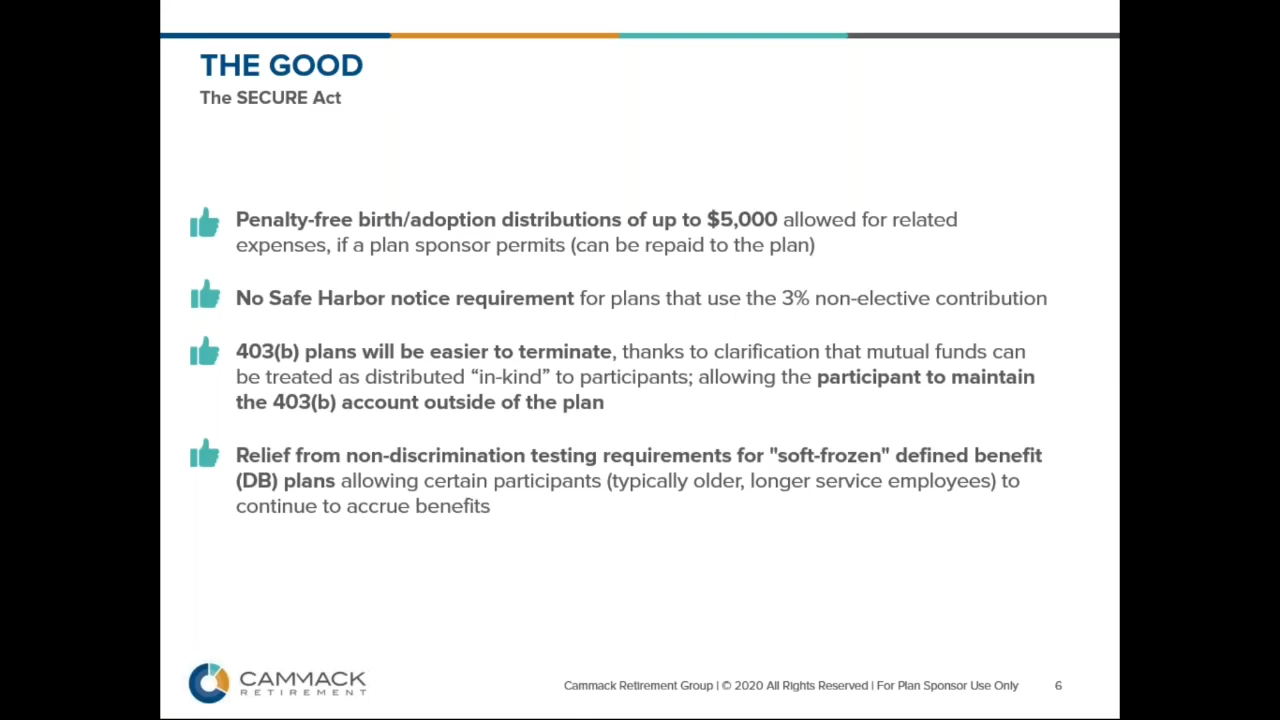 THE GOOD
The SECURE Act
Penalty-free birth/adoption distributions of up to $5,000 allowed for related
expenses, if a plan sponsor permits (can be repaid to the plan)
No Safe Harbor notice requirement for plans that use the 3% non-elective contribution
403(b) plans will be easier to terminate, thanks to clarification that mutual funds can
be treated as distributed “in-kind” to participants; allowing the participant to maintain
the 403(b) account outside of the plan
Relief from non-discrimination testing requirements for "soft-frozen" defined benefit
(DB) plans allowing certain participants (typically older, longer service employees) to
continue to accrue benefits
CAMMACK
RETIREMENT
Cammack Retirement Group | © 2020 All Rights Reserved | For Plan Sponsor Use Only 6